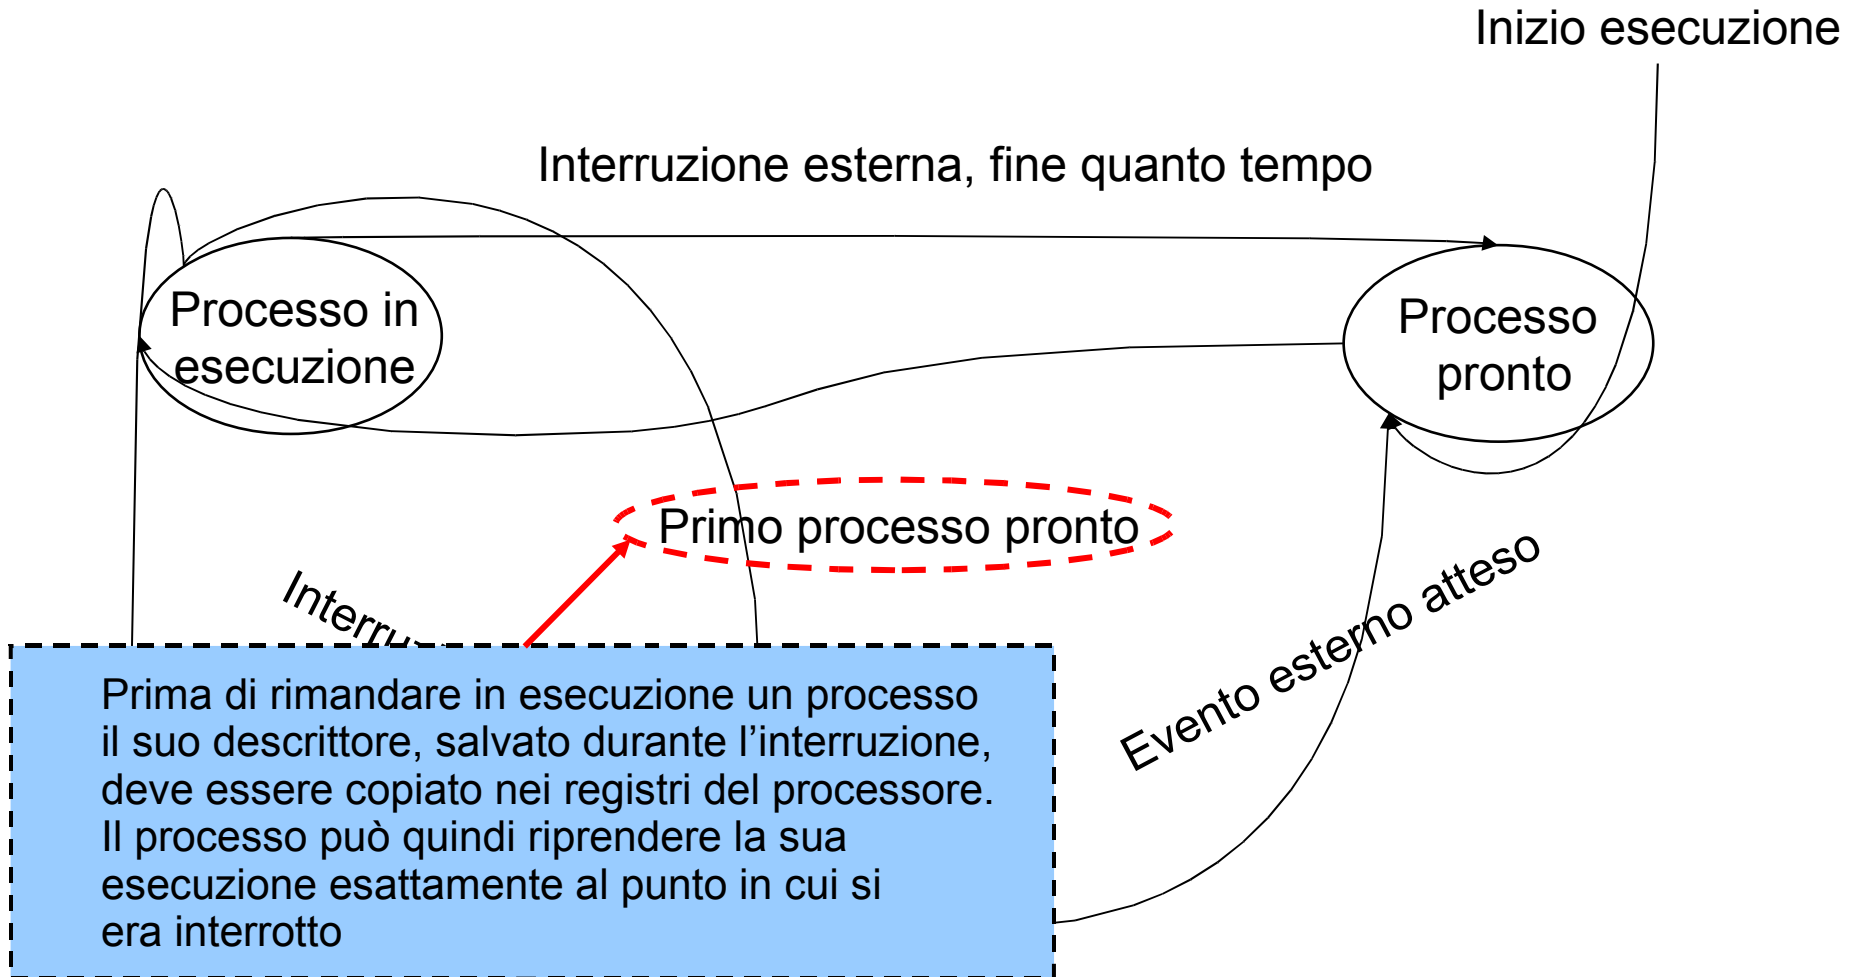 Inizio esecuzione
Interruzione esterna, fine quanto tempo
Processo in
esecuzione
Processo
pronto
Primo processo pronto
Evento esterno atteso
Prima di rimandare in esecuzione un processo
il suo descrittore, salvato durante l’interruzione,
deve essere copiato nei registri del processore.
Il processo può quindi riprendere la sua
esecuzione esattamente al punto in cui si
era interrotto